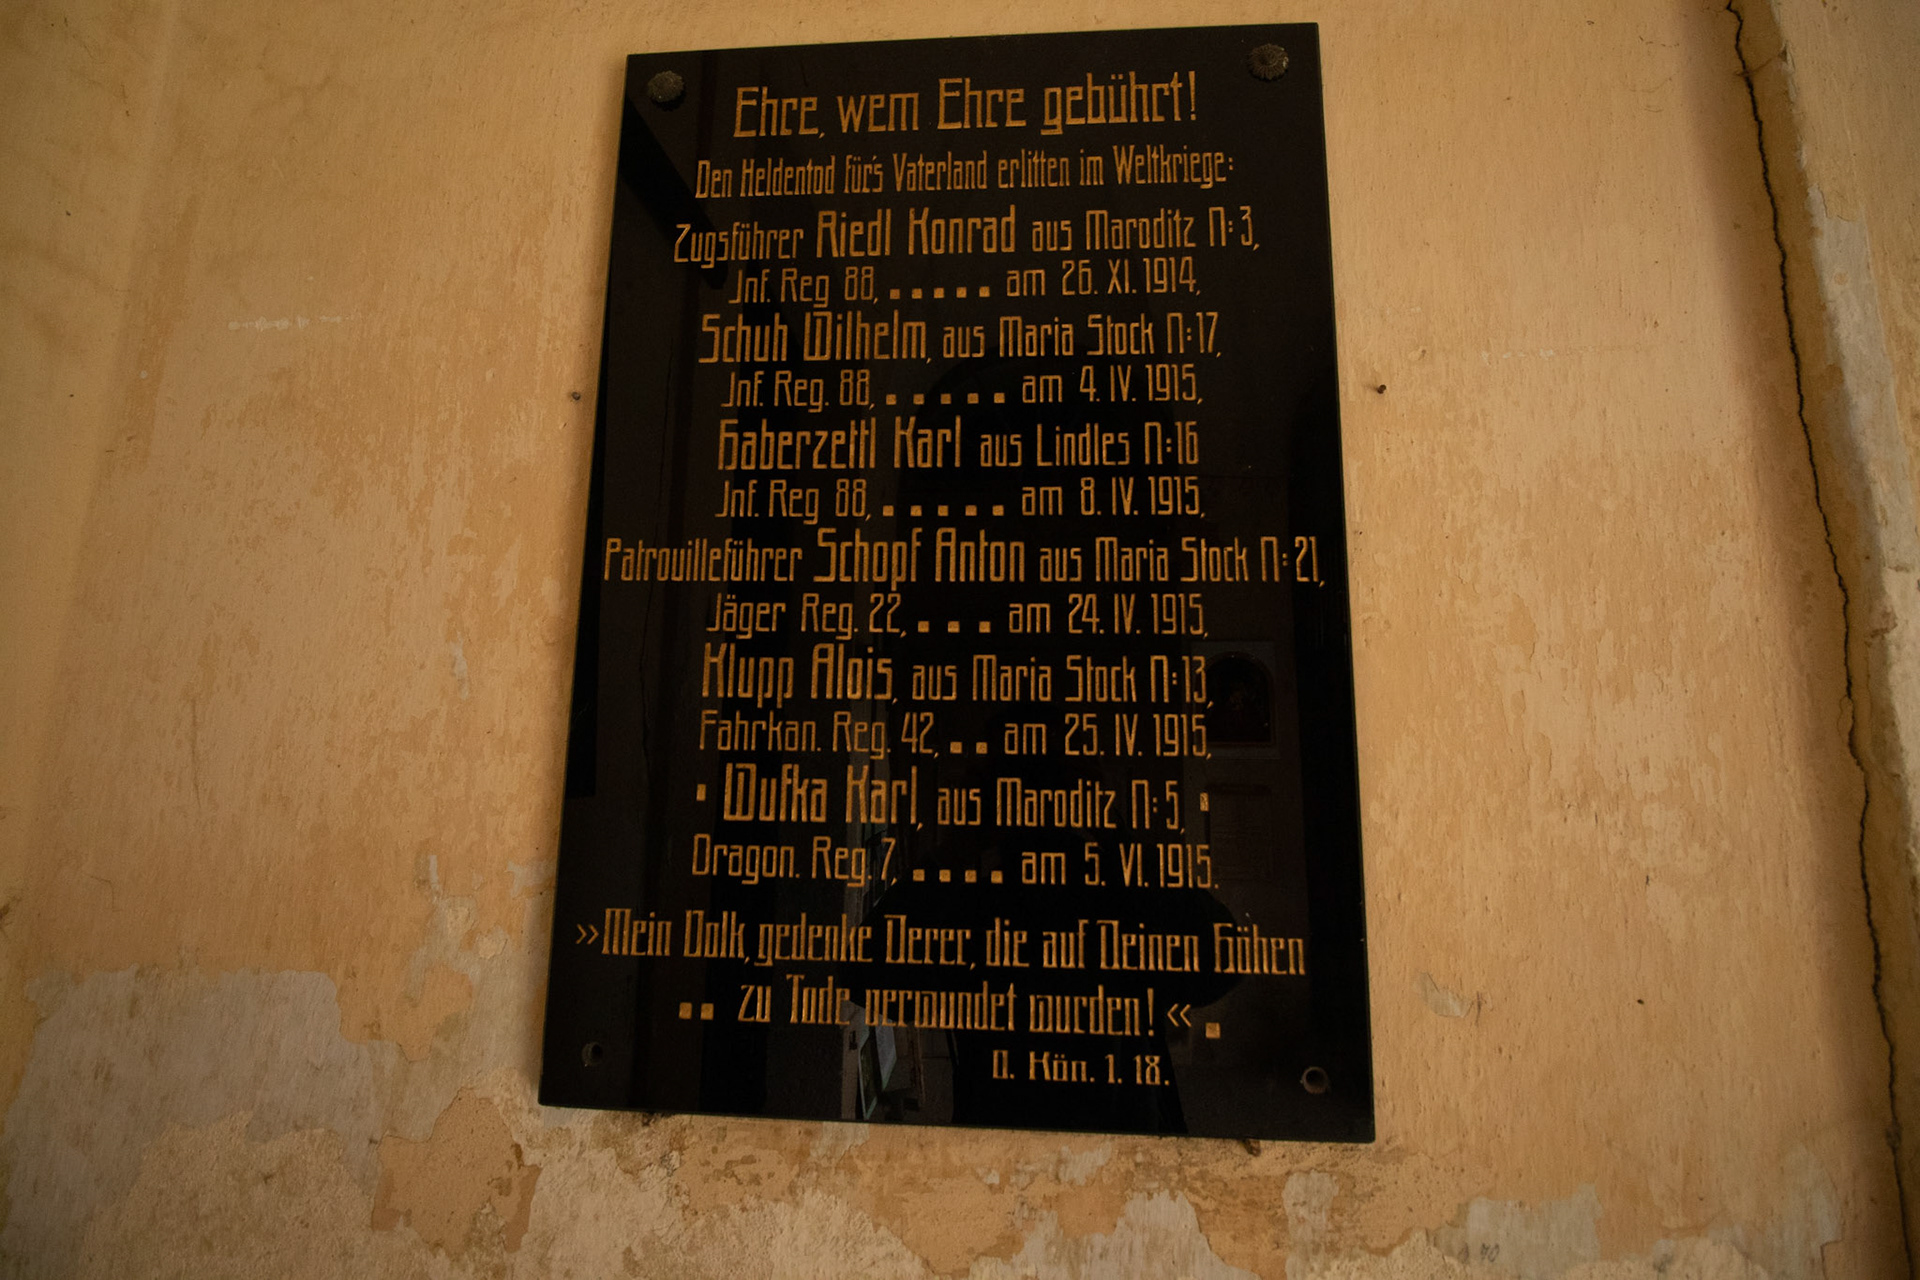 Ehre, wem Ehre gebührt!
Den Heldentod für's Vaterland erlitten im Weltkriege:
Zugsführer Riedl Konrad aus Maroditz N: 3,
Inf. Reg 88, ..... am 26. XI. 1914,
Schuh Wilhelm, aus Maria Stock N: 17,
Inf. Reg. 88, ..... am 4. IV. 1915,
Haberzettl Karl aus Lindles N: 16
Inf. Reg 88, ..... am 8. IV. 1915,
Patrouilleführer Schopf Anton aus Maria Stock N: 21,
Jäger Reg. 22, ... am 24. IV. 1915,
Klupp Alois, aus Maria Stock N: 13,
Fahrkan. Reg. 42, .. am 25. IV. 1915,
· Wufka Karl, aus Maroditz N: 5, ·
Dragon. Reg. 7, .... am 5. VI. 1915.
»Mein Volk, gedenke Derer, die auf Deinen Höhen
.. zu Tode verwundet wurden! « .
II. Kön. 1. 18.